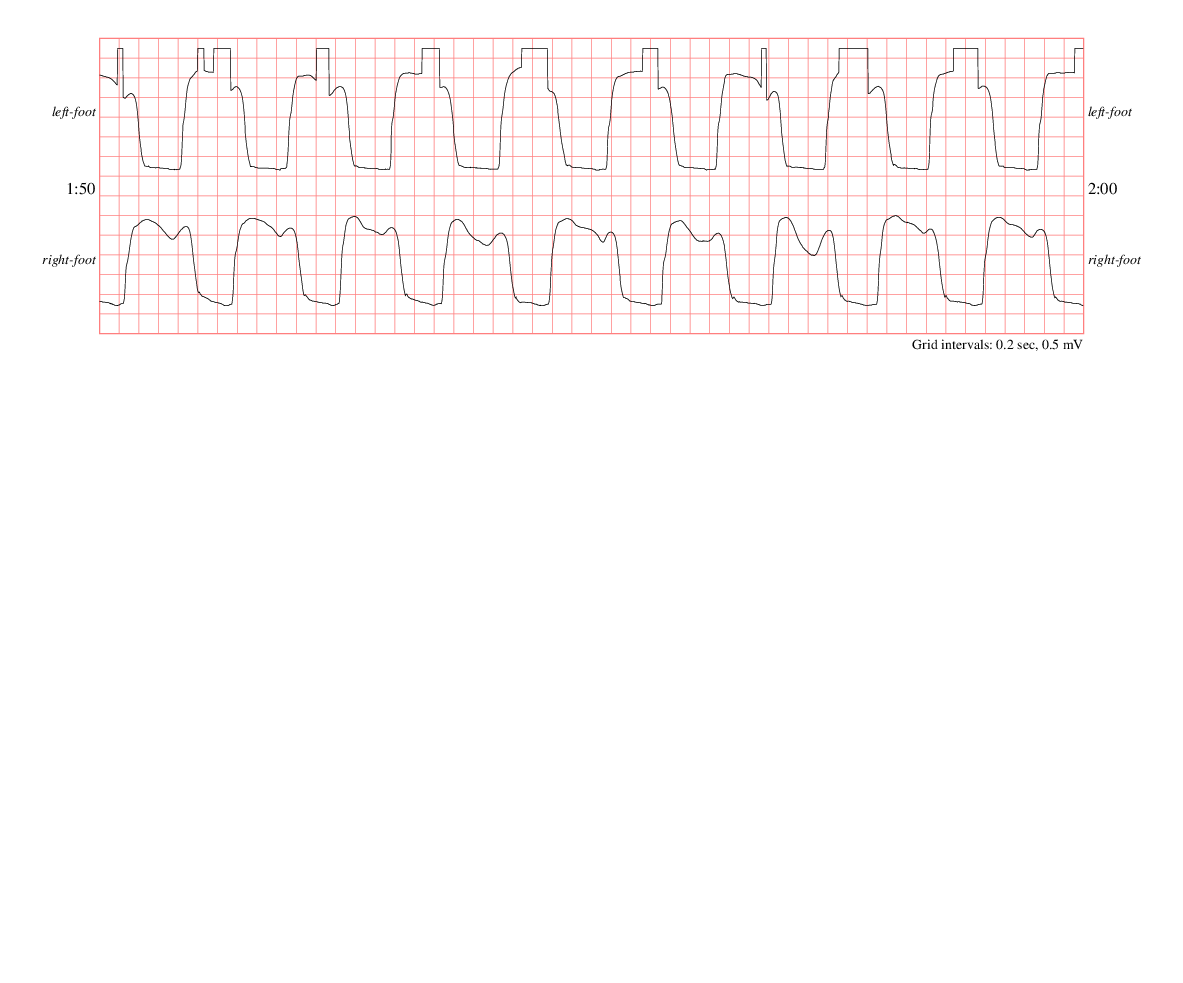 left-foot left-foot
1:50 2:00
right-foot right-foot
Grid intervals: 0.2 sec, 0.5 mV